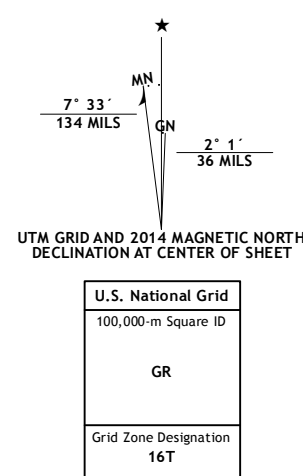 ★
MN
7° 33´
134 MILS
GN
2° 1´
36 MILS
UTM GRID AND 2014 MAGNETIC NORTH
DECLINATION AT CENTER OF SHEET
U.S. National Grid
100,000-m Square ID
GR
Grid Zone Designation
16T